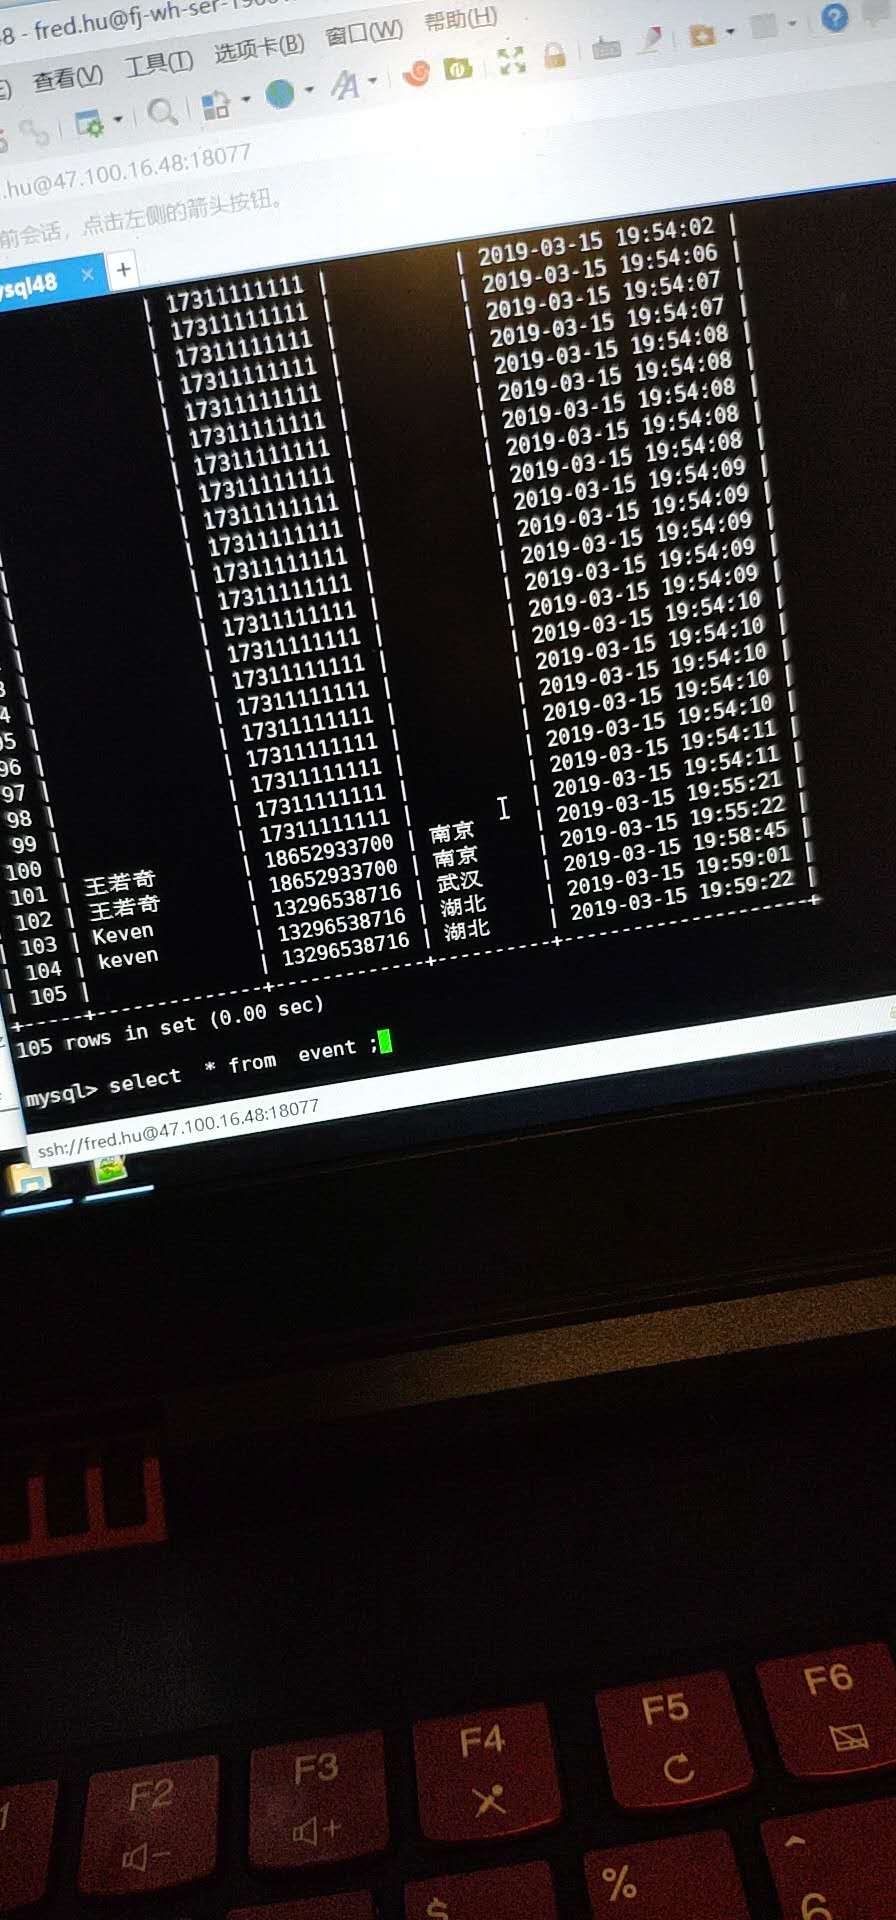 8 - fred.hu@fj-wh-ser-1903
查看(V) 工具(T) 选项卡(B) 窗口(W) 帮助(H)
.hu@47.100.16.48:18077
前会话，点击左侧的箭头按钮。
ysql48 × +
| 17311111111 | | 2019-03-15 19:54:02 |
| 17311111111 | | 2019-03-15 19:54:06 |
| 17311111111 | | 2019-03-15 19:54:07 |
| 17311111111 | | 2019-03-15 19:54:07 |
| 17311111111 | | 2019-03-15 19:54:08 |
| 17311111111 | | 2019-03-15 19:54:08 |
| 17311111111 | | 2019-03-15 19:54:08 |
| 17311111111 | | 2019-03-15 19:54:08 |
| 17311111111 | | 2019-03-15 19:54:08 |
| 17311111111 | | 2019-03-15 19:54:09 |
| 17311111111 | | 2019-03-15 19:54:09 |
| 17311111111 | | 2019-03-15 19:54:09 |
| 17311111111 | | 2019-03-15 19:54:09 |
| 17311111111 | | 2019-03-15 19:54:09 |
3 | | 17311111111 | | 2019-03-15 19:54:10 |
4 | | 17311111111 | | 2019-03-15 19:54:10 |
95 | | 17311111111 | | 2019-03-15 19:54:10 |
96 | | 17311111111 | | 2019-03-15 19:54:10 |
97 | | 17311111111 | | 2019-03-15 19:54:10 |
98 | | 17311111111 | | 2019-03-15 19:54:11 |
99 | | 17311111111 | | 2019-03-15 19:54:11 |
100 | 王若奇 | 18652933700 | 南京 | 2019-03-15 19:55:21 |
101 | 王若奇 | 18652933700 | 南京 | 2019-03-15 19:55:22 |
102 | Keven | 13296538716 | 武汉 | 2019-03-15 19:58:45 |
103 | keven | 13296538716 | 湖北 | 2019-03-15 19:59:01 |
104 | | 13296538716 | 湖北 | 2019-03-15 19:59:22 |
105 |
105 rows in set (0.00 sec)
mysql> select * from event ;
ssh://fred.hu@47.100.16.48:18077
F2 F3 F4 F5 F6
$ % ^ 6